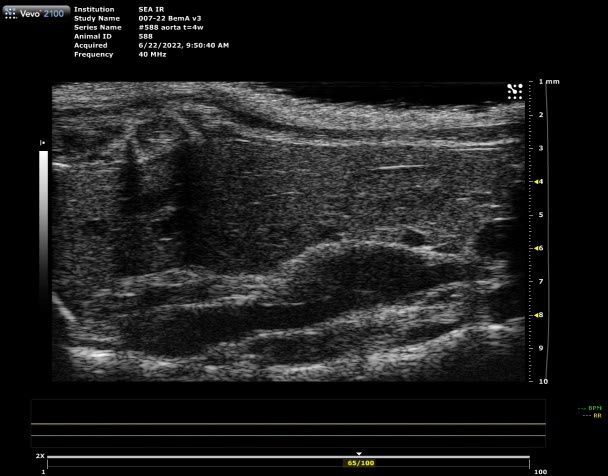 Vevo 2100
Institution SEA IR
Study Name 007-22 BemA v3
Series Name #588 aorta t=4w
Animal ID 588
Acquired 6/22/2022, 9:50:40 AM
Frequency 40 MHz
1 mm
2
3
4
5
6
7
8
9
10
--- BPM
--- RR
2X
65/100
1 100